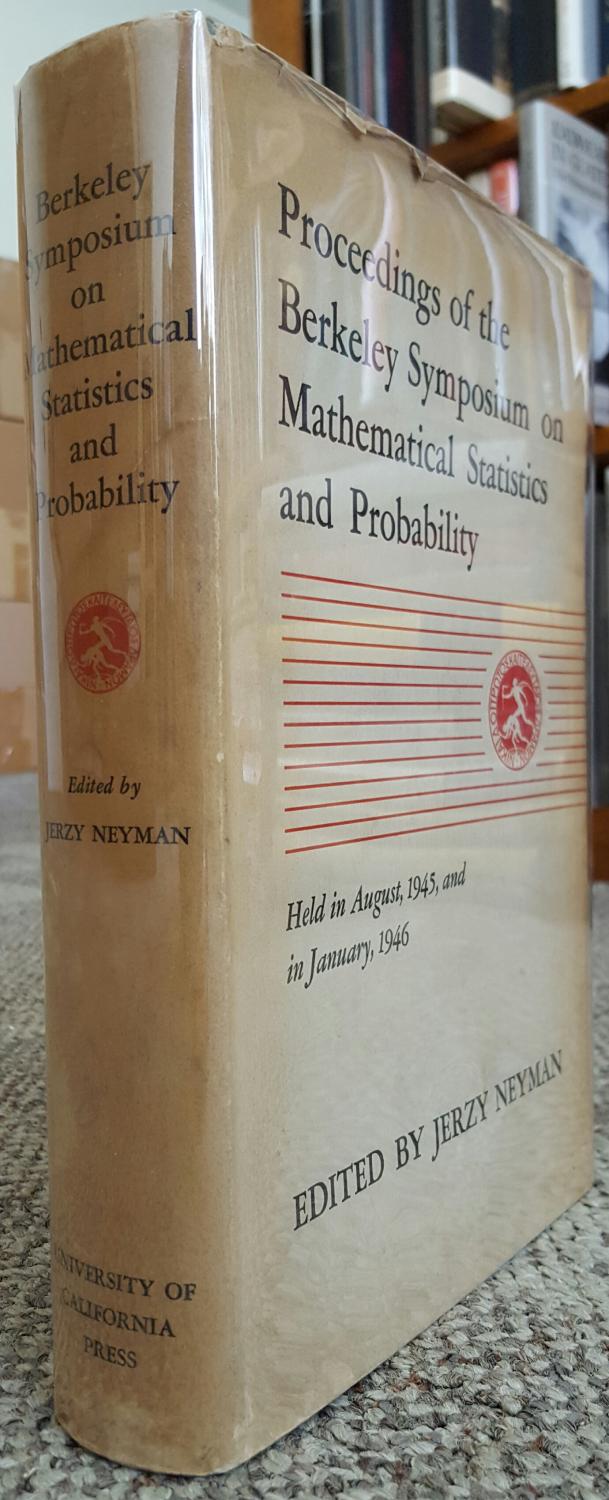 Berkeley
Symposium
on
Mathematical
Statistics
and
Probability
Edited by
JERZY NEYMAN
UNIVERSITY OF
CALIFORNIA
PRESS
Proceedings of the
Berkeley Symposium on
Mathematical Statistics
and Probability
Held in August, 1945, and
in January, 1946
EDITED BY JERZY NEYMAN